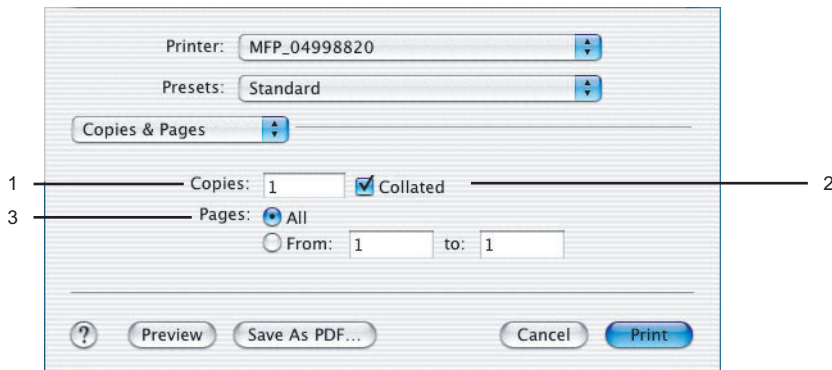 Printer: MFP_04998820
Presets: Standard
Copies & Pages
1 Copies: 1 Collated 2
3 Pages: All
From: 1 to: 1
? Preview Save As PDF... Cancel Print